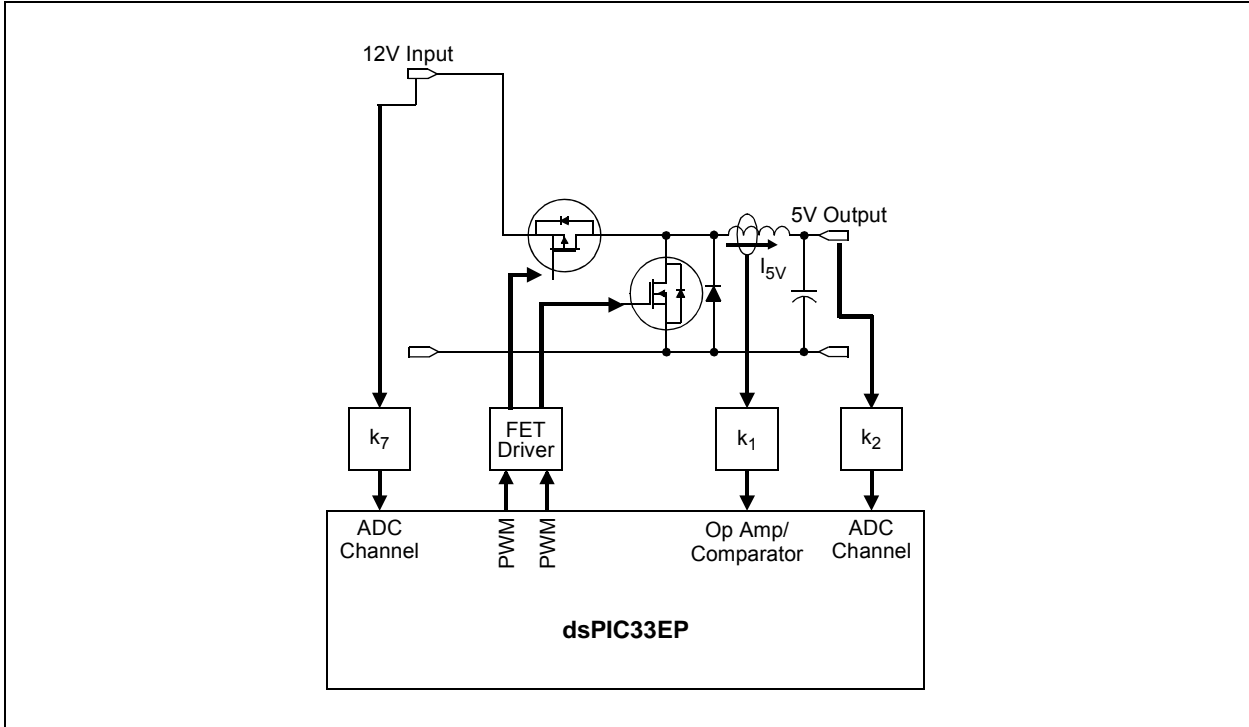 12V Input
5V Output
I5V
k7
FET
Driver
k1
k2
ADC
Channel
PWM
PWM
Op Amp/
Comparator
ADC
Channel
dsPIC33EP